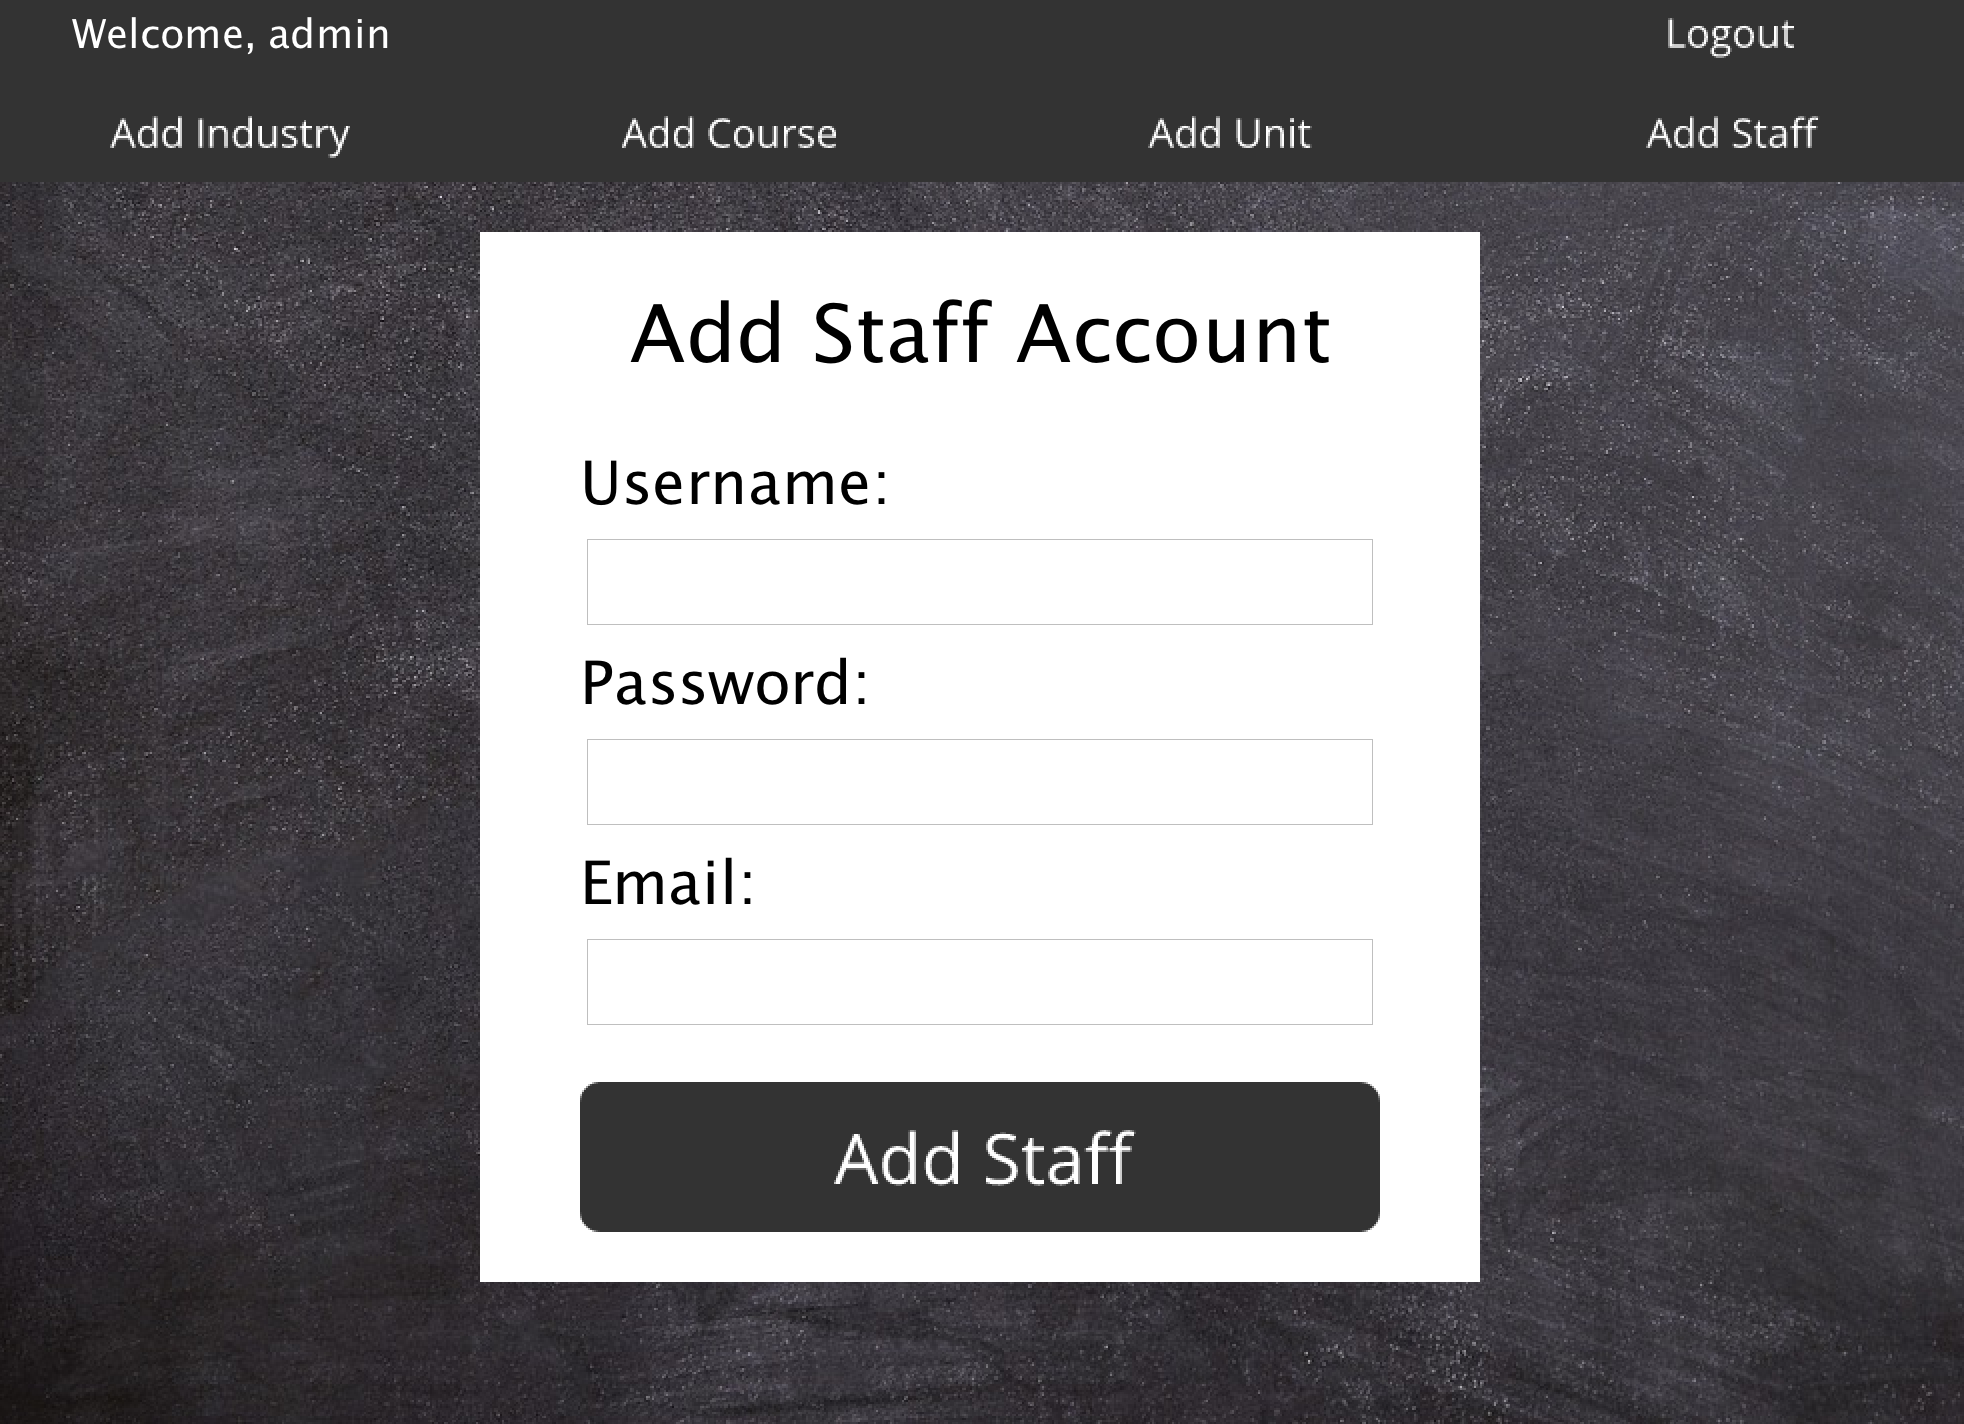 Welcome, admin
Logout
Add Industry
Add Course
Add Unit
Add Staff
Add Staff Account
Username:
Password:
Email:
Add Staff